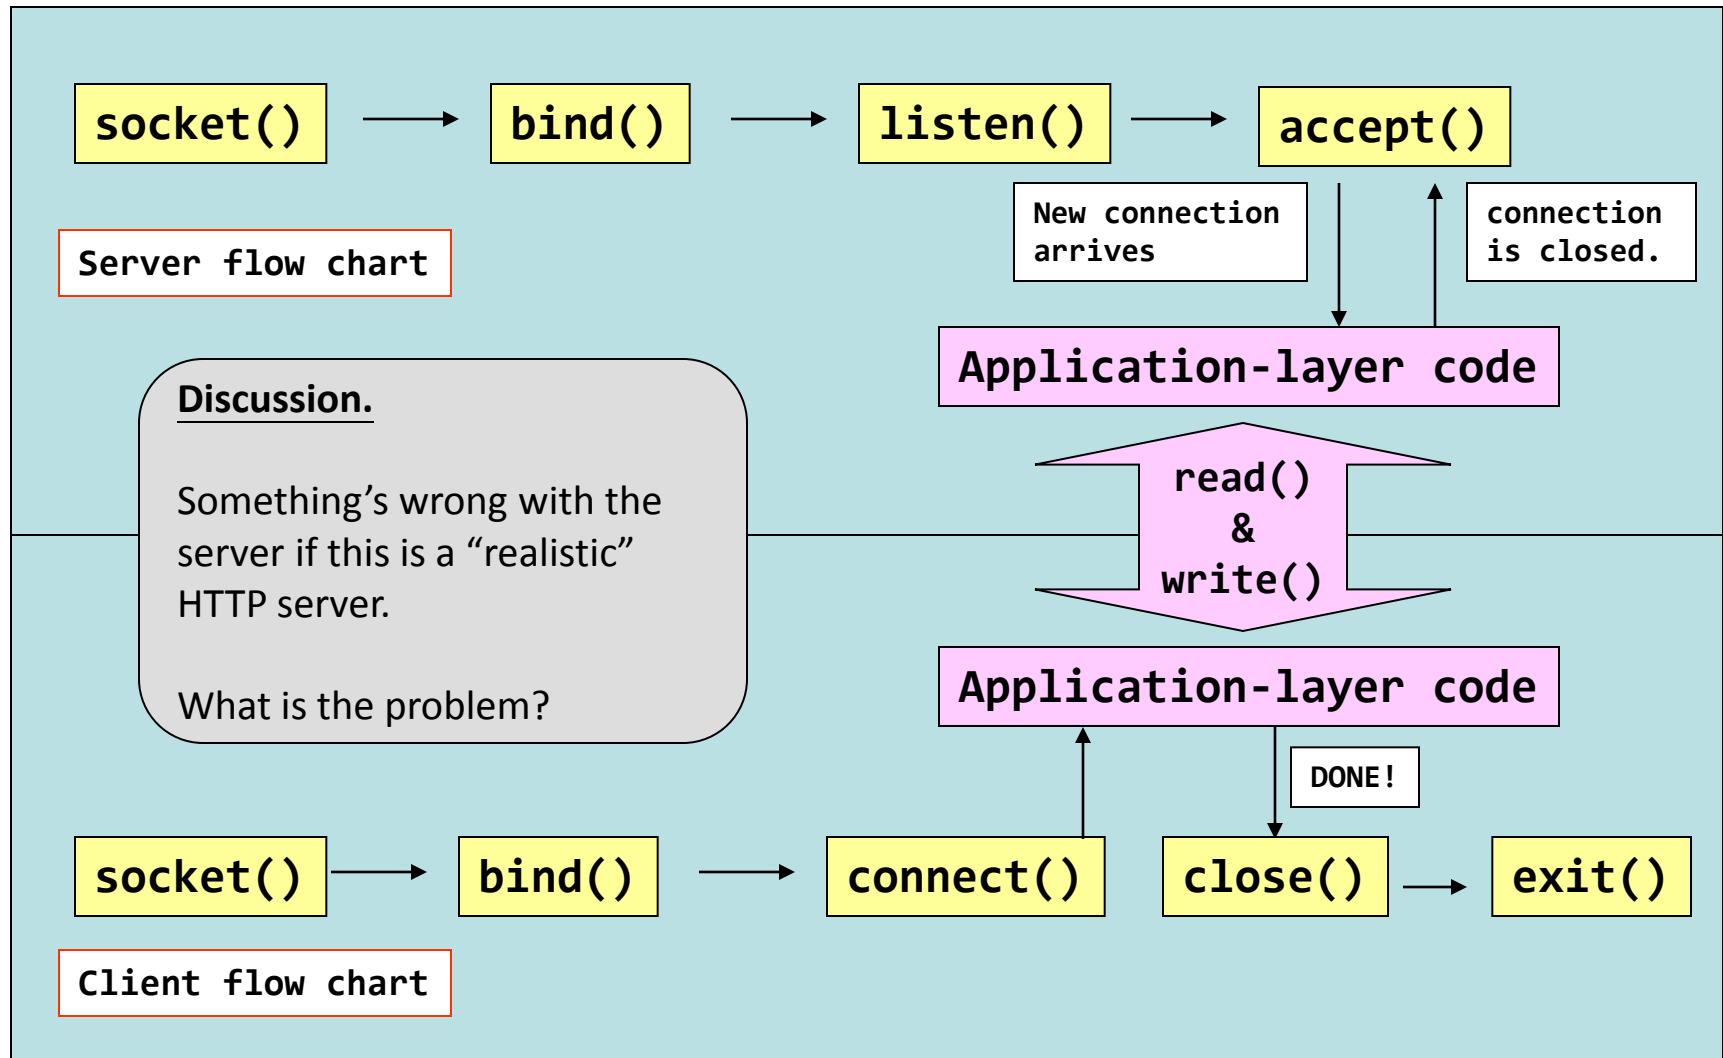 socket()
bind()
listen()
accept()
New connection
arrives
connection
is closed.
Server flow chart
Application-layer code
Discussion.
Something’s wrong with the
server if this is a “realistic”
HTTP server.
What is the problem?
read()
&
write()
Application-layer code
DONE!
socket()
bind()
connect()
close()
exit()
Client flow chart